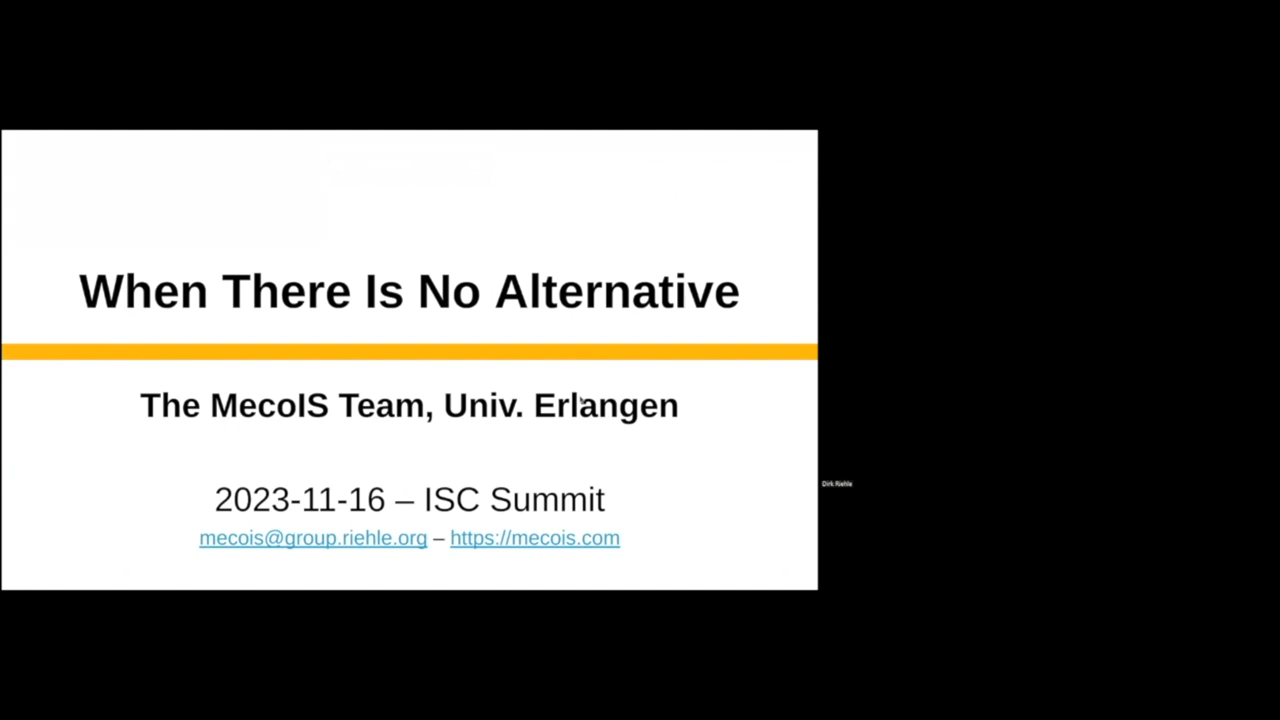 When There Is No Alternative
The MecoIS Team, Univ. Erlangen
2023-11-16 – ISC Summit
mecois@group.riehle.org – https://mecois.com
Dirk Riehle